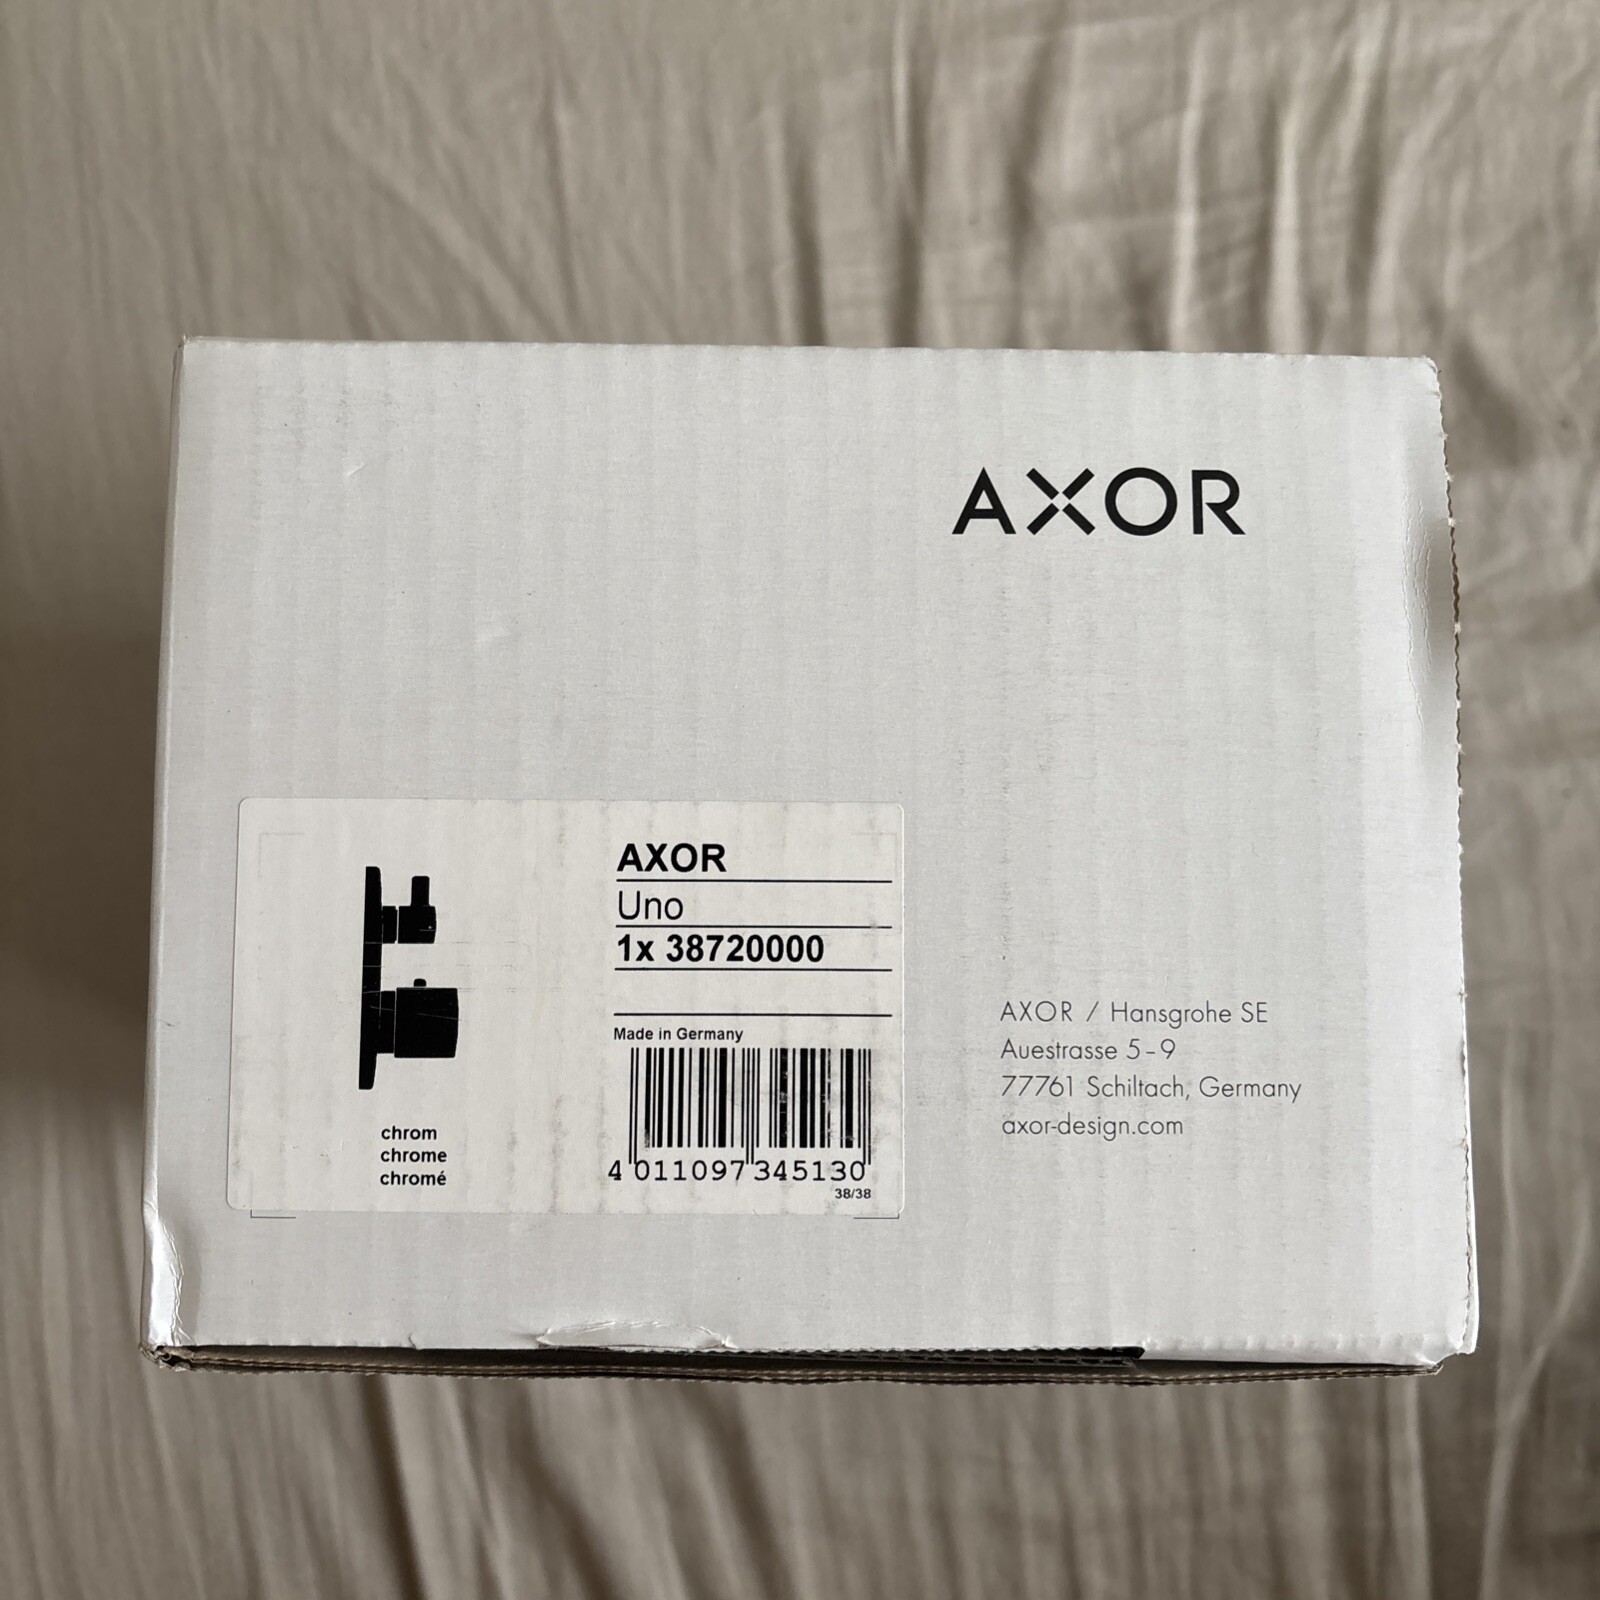 AXOR
AXOR
Uno
1x 38720000
Made in Germany
4 011097 345130
38/38
chrom
chrome
chromé
AXOR / Hansgrohe SE
Auestrasse 5-9
77761 Schiltach, Germany
axor-design.com